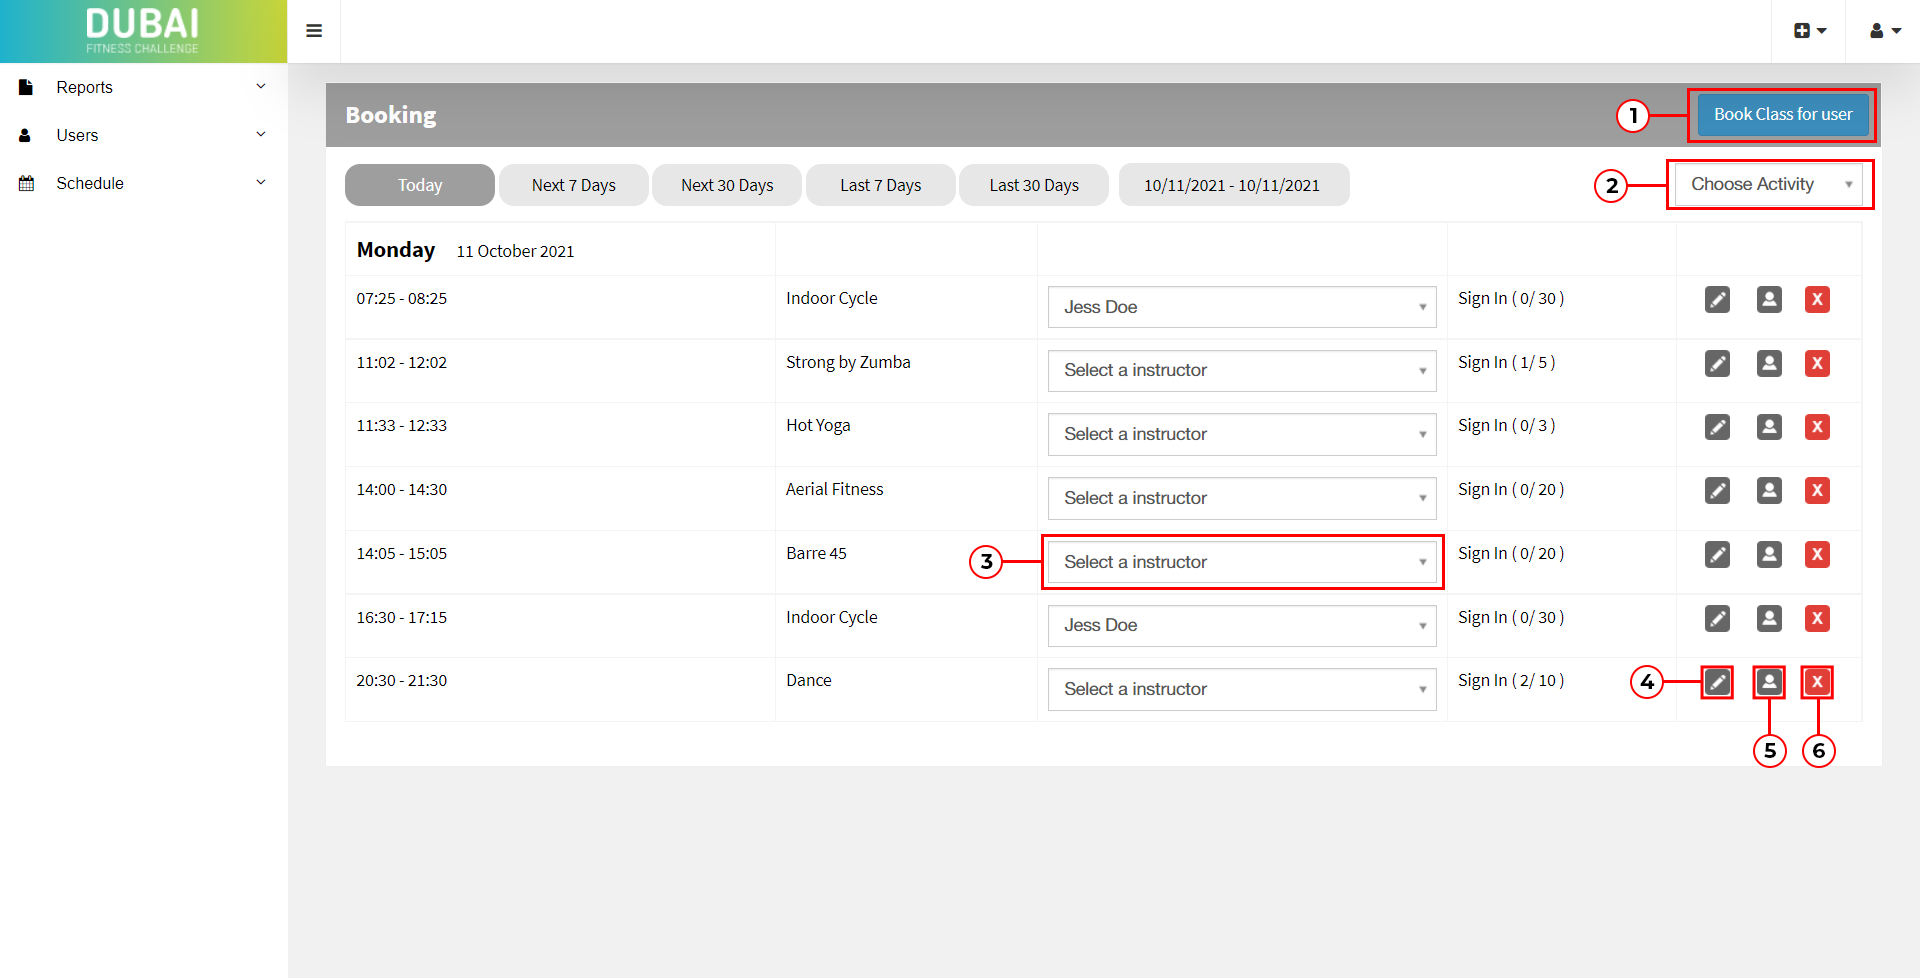 DUBAI
FITNESS CHALLENGE
Reports
Users
Schedule
Booking
1
Book Class for user
Today
Next 7 Days
Next 30 Days
Last 7 Days
Last 30 Days
10/11/2021 - 10/11/2021
2
Choose Activity
Monday 11 October 2021
07:25 - 08:25 Indoor Cycle Jess Doe Sign In ( 0/ 30 ) X
11:02 - 12:02 Strong by Zumba Select a instructor Sign In ( 1/ 5 ) X
11:33 - 12:33 Hot Yoga Select a instructor Sign In ( 0/ 3 ) X
14:00 - 14:30 Aerial Fitness Select a instructor Sign In ( 0/ 20 ) X
14:05 - 15:05 Barre 45 3 Select a instructor Sign In ( 0/ 20 ) X
16:30 - 17:15 Indoor Cycle Jess Doe Sign In ( 0/ 30 ) X
20:30 - 21:30 Dance Select a instructor Sign In ( 2/ 10 ) 4 X
5 6